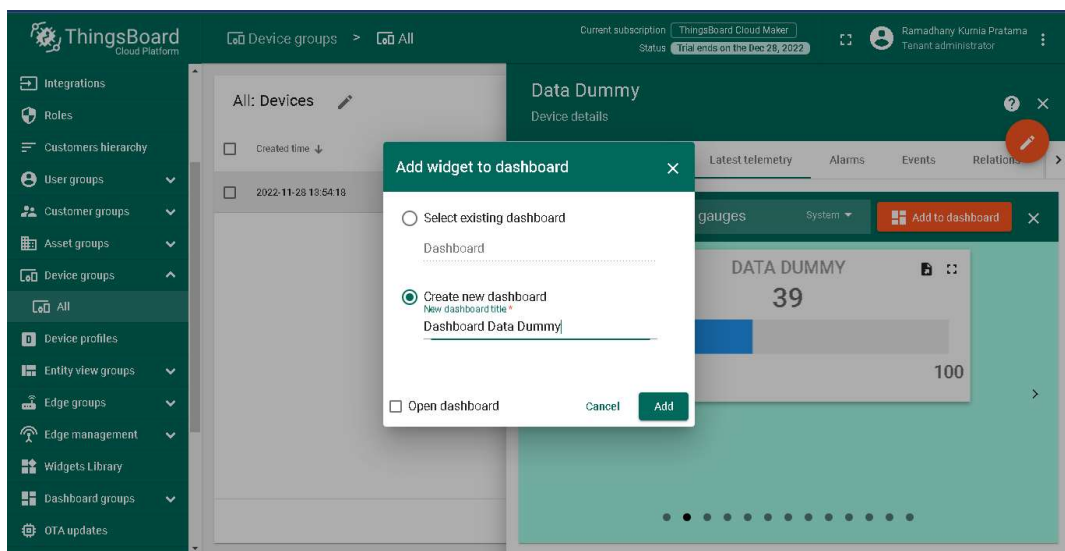 ThingsBoard
Cloud Platform
Device groups > All
Current subscription ThingsBoard Cloud Maker
Status Trial ends on the Dec 28, 2022
Ramadhany Kurnia Pratama
Tenant administrator
Integrations
Roles
Customers hierarchy
User groups
Customer groups
Asset groups
Device groups
All
Device profiles
Entity view groups
Edge groups
Edge management
Widgets Library
Dashboard groups
OTA updates
All: Devices
Created time
2022-11-28 13:54:18
Data Dummy
Device details
Latest telemetry
Alarms
Events
Relations
gauges
System
Add to dashboard
DATA DUMMY
39
100
Add widget to dashboard
Select existing dashboard
Dashboard
Create new dashboard
New dashboard title *
Dashboard Data Dummy
Open dashboard
Cancel
Add